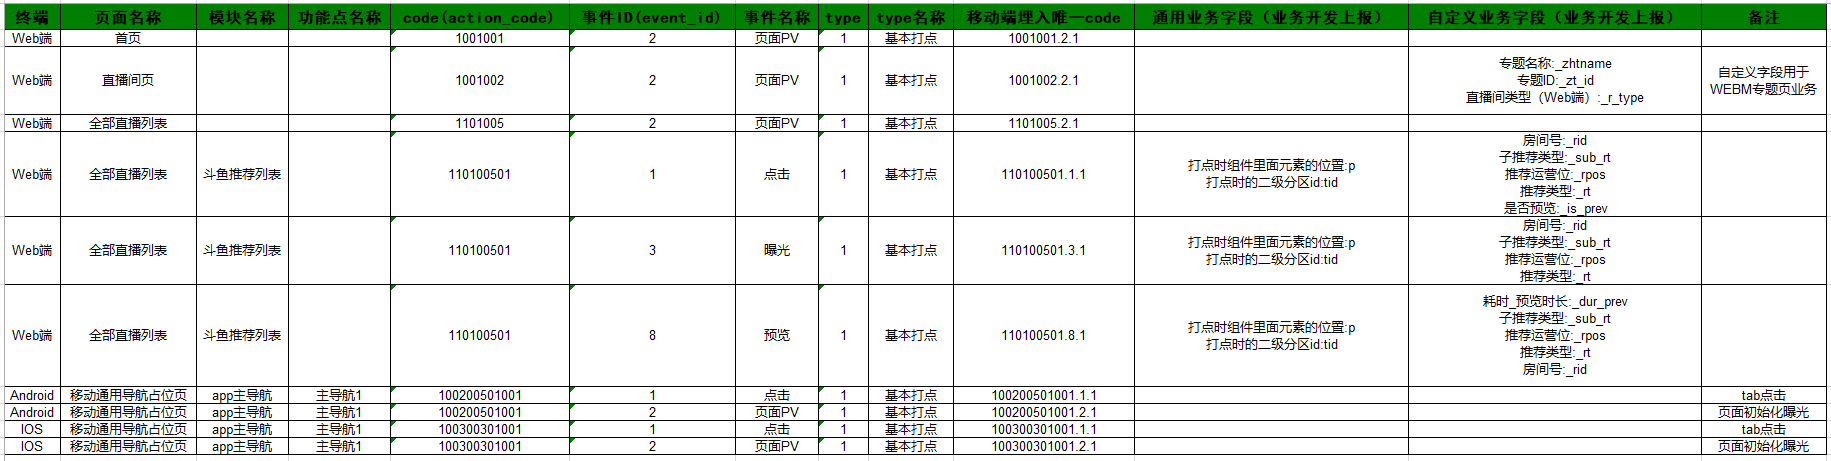 终端 页面名称 模块名称 功能点名称 code(action_code) 事件ID(event_id) 事件名称 type type名称 移动端埋入唯一code 通用业务字段（业务开发上报） 自定义业务字段（业务开发上报） 备注
Web端 首页 1001001 2 页面PV 1 基本打点 1001001.2.1
Web端 直播间页 1001002 2 页面PV 1 基本打点 1001002.2.1
专题名称:_zhtname
专题ID:_zt_id
直播间类型（Web端）:_r_type
自定义字段用于
WEBM专题页业务
Web端 全部直播列表 1101005 2 页面PV 1 基本打点 1101005.2.1
Web端 全部直播列表 斗鱼推荐列表 110100501 1 点击 1 基本打点 110100501.1.1
打点时组件里面元素的位置:p
打点时的二级分区id:tid
房间号:_rid
子推荐类型:_sub_rt
推荐运营位:_rpos
推荐类型:_rt
是否预览:_is_prev
Web端 全部直播列表 斗鱼推荐列表 110100501 3 曝光 1 基本打点 110100501.3.1
打点时组件里面元素的位置:p
打点时的二级分区id:tid
房间号:_rid
子推荐类型:_sub_rt
推荐运营位:_rpos
推荐类型:_rt
Web端 全部直播列表 斗鱼推荐列表 110100501 8 预览 1 基本打点 110100501.8.1
打点时组件里面元素的位置:p
打点时的二级分区id:tid
耗时_预览时长:_dur_prev
子推荐类型:_sub_rt
推荐运营位:_rpos
推荐类型:_rt
房间号:_rid
Android 移动通用导航占位页 app主导航 主导航1 100200501001 1 点击 1 基本打点 100200501001.1.1 tab点击
Android 移动通用导航占位页 app主导航 主导航1 100200501001 2 页面PV 1 基本打点 100200501001.2.1 页面初始化曝光
IOS 移动通用导航占位页 app主导航 主导航1 100300301001 1 点击 1 基本打点 100300301001.1.1 tab点击
IOS 移动通用导航占位页 app主导航 主导航1 100300301001 2 页面PV 1 基本打点 100300301001.2.1 页面初始化曝光